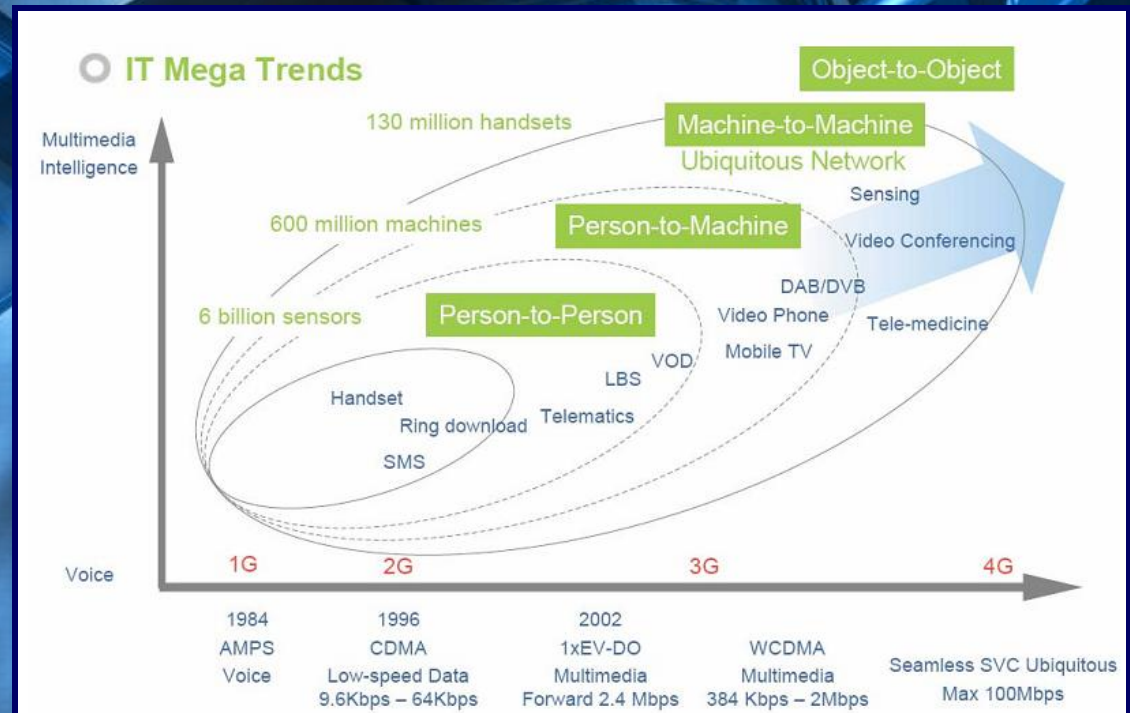 IT Mega Trends
Object-to-Object
130 million handsets
Machine-to-Machine
Multimedia
Intelligence
Ubiquitous Network
Sensing
600 million machines
Person-to-Machine
Video Conferencing
DAB/DVB
6 billion sensors
Person-to-Person
Video Phone
Tele-medicine
Mobile TV
VOD
LBS
Handset
Ring download
Telematics
SMS
Voice
1G
2G
3G
4G
1984
AMPS
Voice
1996
CDMA
Low-speed Data
9.6Kbps – 64Kbps
2002
1xEV-DO
Multimedia
Forward 2.4 Mbps
WCDMA
Multimedia
384 Kbps – 2Mbps
Seamless SVC Ubiquitous
Max 100Mbps